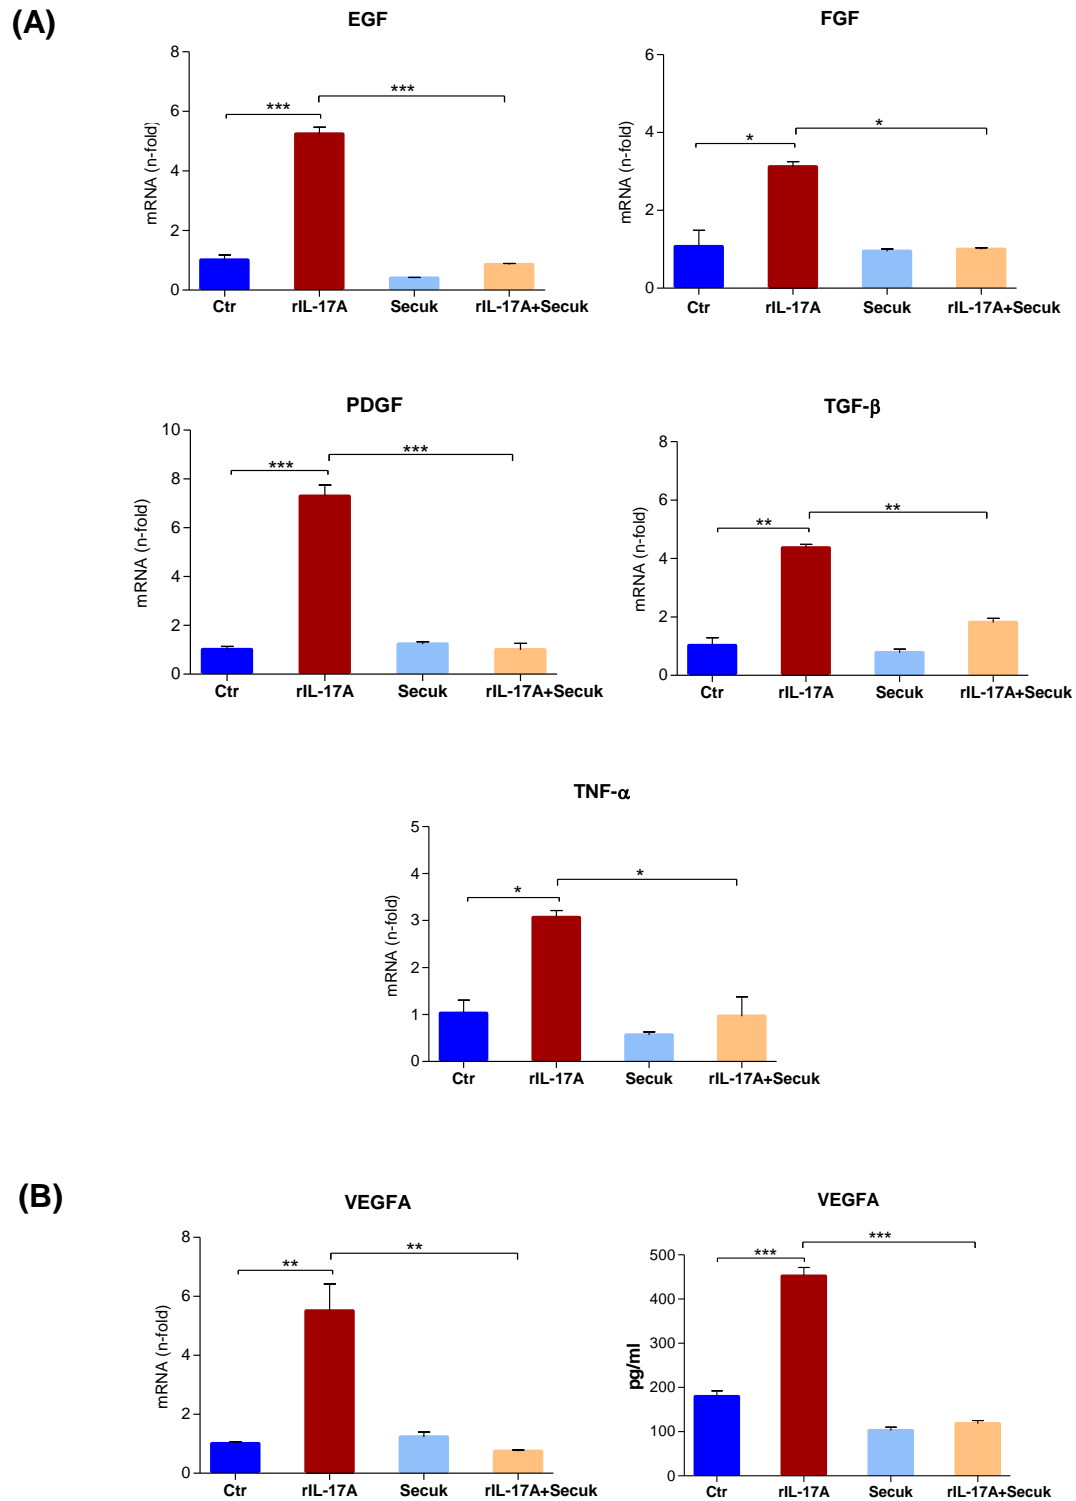 (A)
EGF
8
6
4
2
0
mRNA (n-fold)
***
***
Ctr rIL-17A Secuk rIL-17A+Secuk
FGF
6
4
2
0
mRNA (n-fold)
*
*
Ctr rIL-17A Secuk rIL-17A+Secuk
PDGF
10
8
6
4
2
0
mRNA (n-fold)
***
***
Ctr rIL-17A Secuk rIL-17A+Secuk
TGF-β
8
6
4
2
0
mRNA (n-fold)
**
**
Ctr rIL-17A Secuk rIL-17A+Secuk
TNF-α
5
4
3
2
1
0
mRNA (n-fold)
*
*
Ctr rIL-17A Secuk rIL-17A+Secuk
(B)
VEGFA
8
6
4
2
0
mRNA (n-fold)
**
**
Ctr rIL-17A Secuk rIL-17A+Secuk
VEGFA
500
400
300
200
100
0
pg/ml
***
***
Ctr rIL-17A Secuk rIL-17A+Secuk